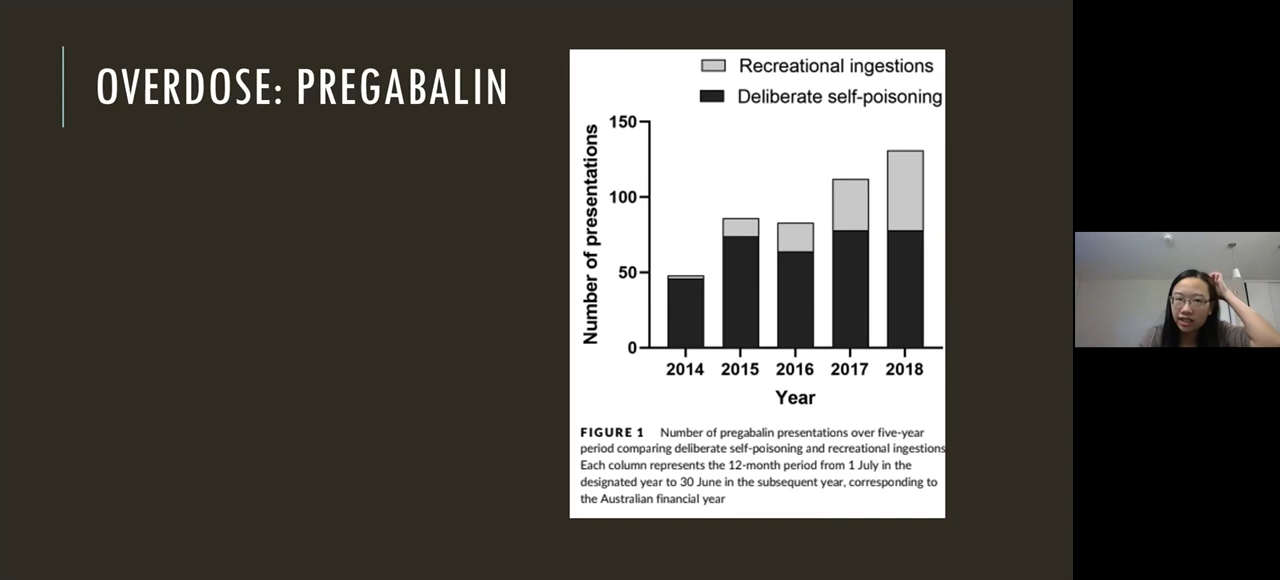 OVERDOSE: PREGABALIN
Recreational ingestions
Deliberate self-poisoning
Number of presentations
150
100
50
0
2014 2015 2016 2017 2018
Year
FIGURE 1 Number of pregabalin presentations over five-year
period comparing deliberate self-poisoning and recreational ingestions
Each column represents the 12-month period from 1 July in the
designated year to 30 June in the subsequent year, corresponding to
the Australian financial year